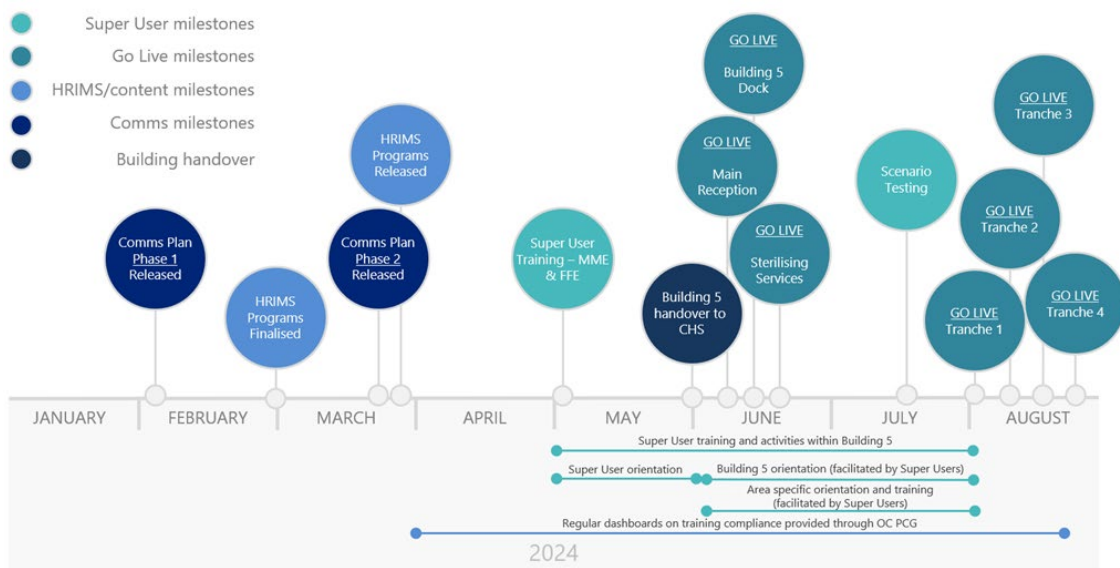 Super User milestones
Go Live milestones
HRIMS/content milestones
Comms milestones
Building handover
Comms Plan
Phase 1
Released
HRIMS
Programs
Finalised
HRIMS
Programs
Released
Comms Plan
Phase 2
Released
Super User
Training – MME
& FFE
Building 5
handover to
CHS
GO LIVE
Main
Reception
GO LIVE
Building 5
Dock
GO LIVE
Sterilising
Services
Scenario
Testing
GO LIVE
Tranche 1
GO LIVE
Tranche 2
GO LIVE
Tranche 3
GO LIVE
Tranche 4
JANUARY
FEBRUARY
MARCH
APRIL
MAY
JUNE
JULY
AUGUST
Super User training and activities within Building 5
Super User orientation
Building 5 orientation (facilitated by Super Users)
Area specific orientation and training
(facilitated by Super Users)
Regular dashboards on training compliance provided through OC PCG
2024